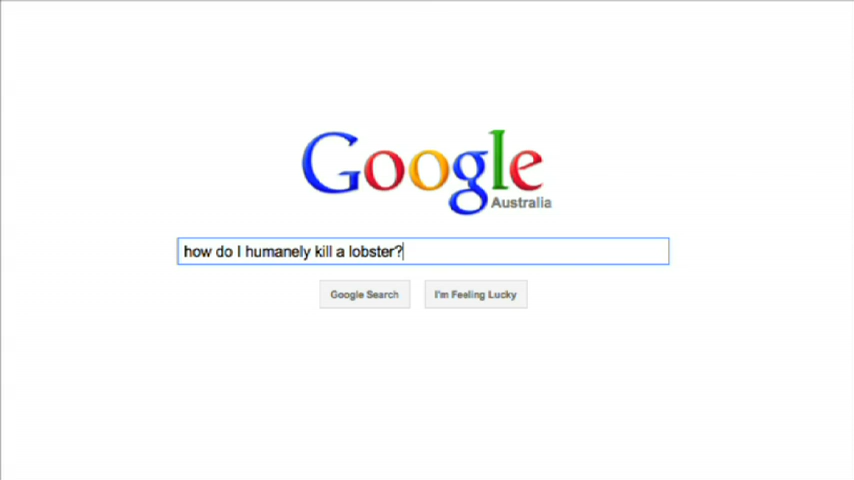 Google
Australia
how do I humanely kill a lobster?
Google Search
I'm Feeling Lucky